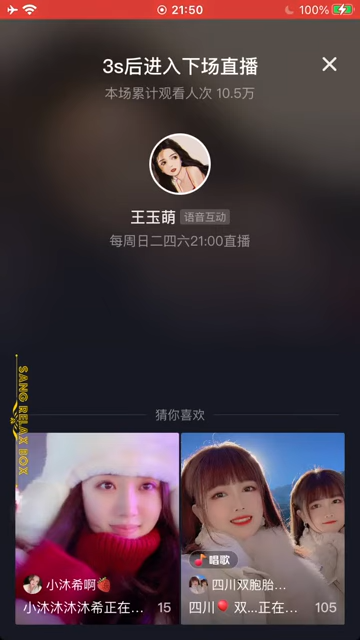 21:50
100%
3s后进入下场直播
本场累计观看人次 10.5万
王玉萌 语音互动
每周日二四六21:00直播
SANG RELAX BOX
猜你喜欢
唱歌
小沐希啊🍓
四川双胞胎...
小沐沐沐沐希正在... 15
四川🎈双...正在... 105